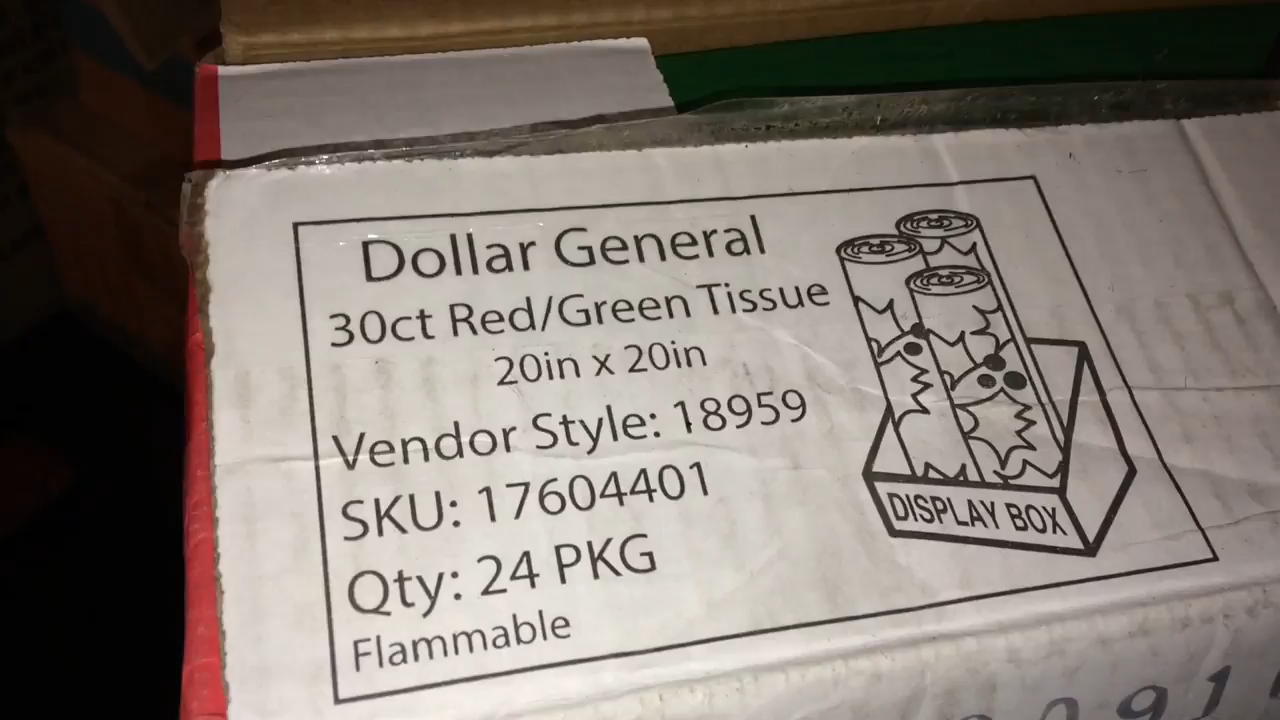 Dollar General
30ct Red/Green Tissue
20in x 20in
Vendor Style: 18959
SKU: 17604401
Qty: 24 PKG
Flammable
DISPLAY BOX